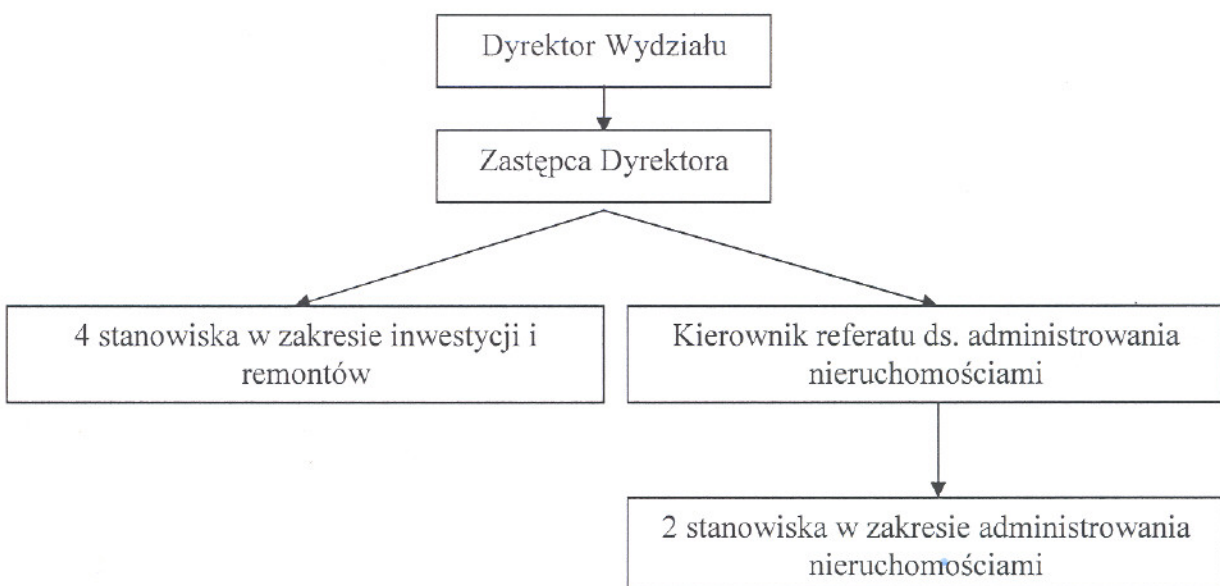 Dyrektor Wydziału
Zastępca Dyrektora
4 stanowiska w zakresie inwestycji i
remontów
Kierownik referatu ds. administrowania
nieruchomościami
2 stanowiska w zakresie administrowania
nieruchomościami